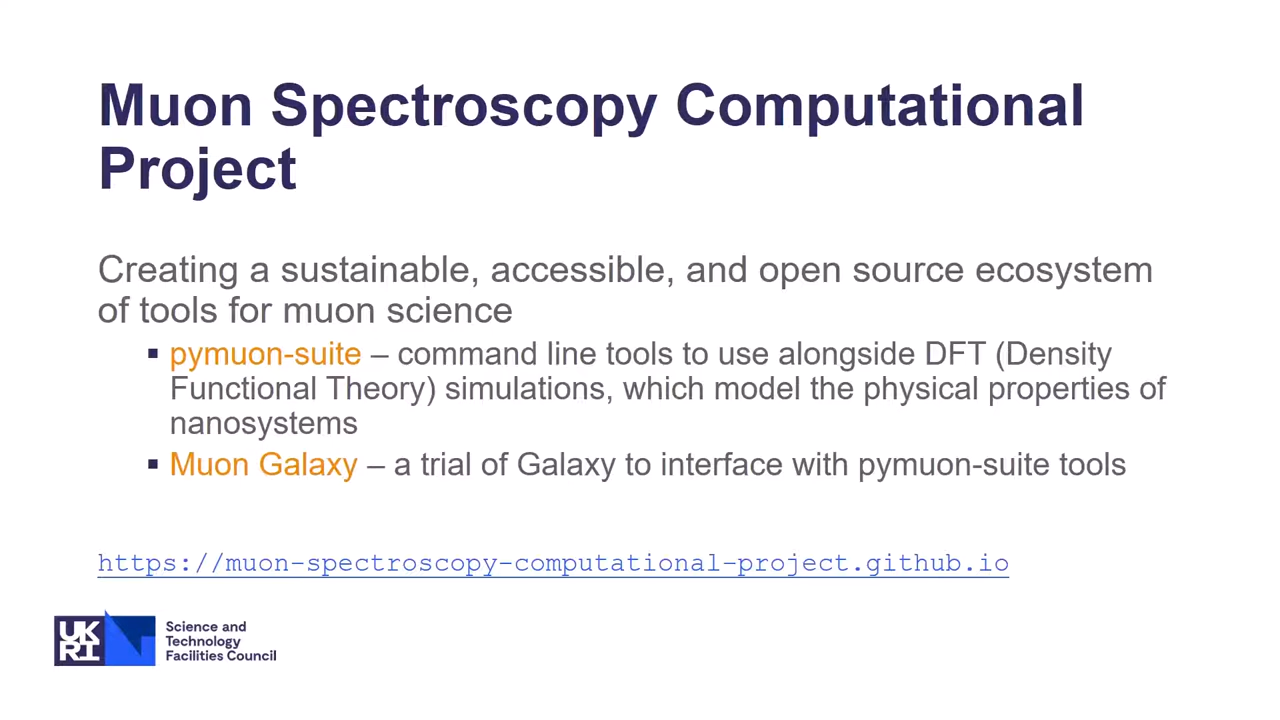 Muon Spectroscopy Computational
Project
Creating a sustainable, accessible, and open source ecosystem
of tools for muon science
▪ pymuon-suite – command line tools to use alongside DFT (Density
Functional Theory) simulations, which model the physical properties of
nanosystems
▪ Muon Galaxy – a trial of Galaxy to interface with pymuon-suite tools
https://muon-spectroscopy-computational-project.github.io
UK
RI
Science and
Technology
Facilities Council